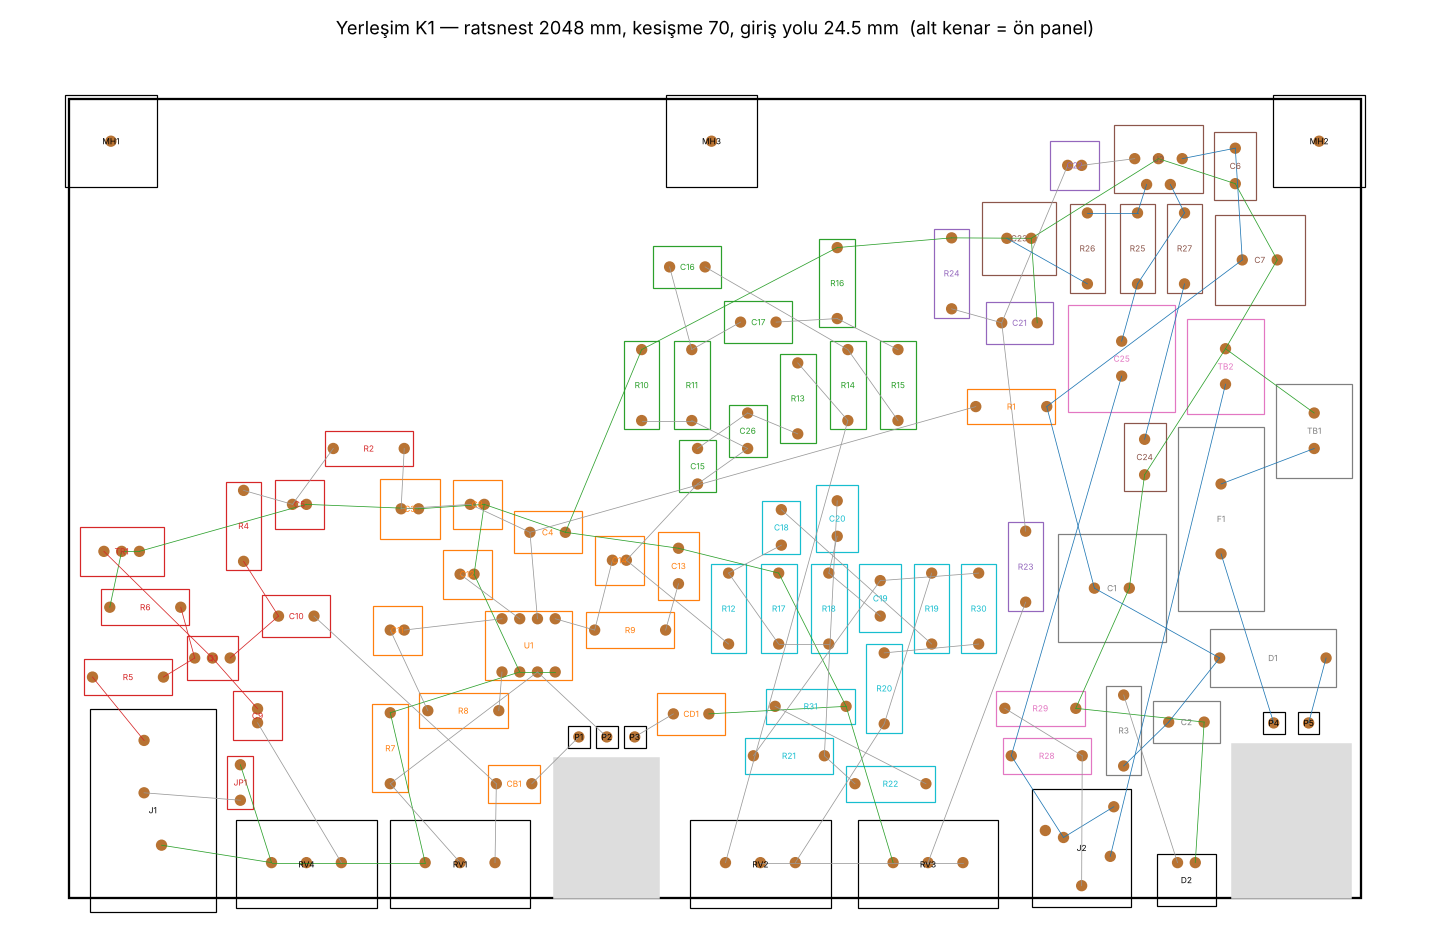 Yerleşim K1 — ratsnest 2048 mm, kesişme 70, giriş yolu 24.5 mm  (alt kenar = ön panel)
MH1
MH3
MH2
C6
R24
C23
R26
R25
R27
C7
C16
R16
C17
C21
C25
TB2
R10
R11
R13
R14
R15
R1
C26
TB1
R2
C15
C24
R4
C4
C18
C20
F1
TR1
C13
R6
C10
R12
R17
R18
C19
R19
R30
R23
C1
R9
U1
R5
R20
D1
R8
CD1
R31
R29
R3
C2
R7
P1
P2
P3
P4
P5
R21
R28
JP1
CB1
R22
J1
RV4
RV1
RV2
RV3
J2
D2